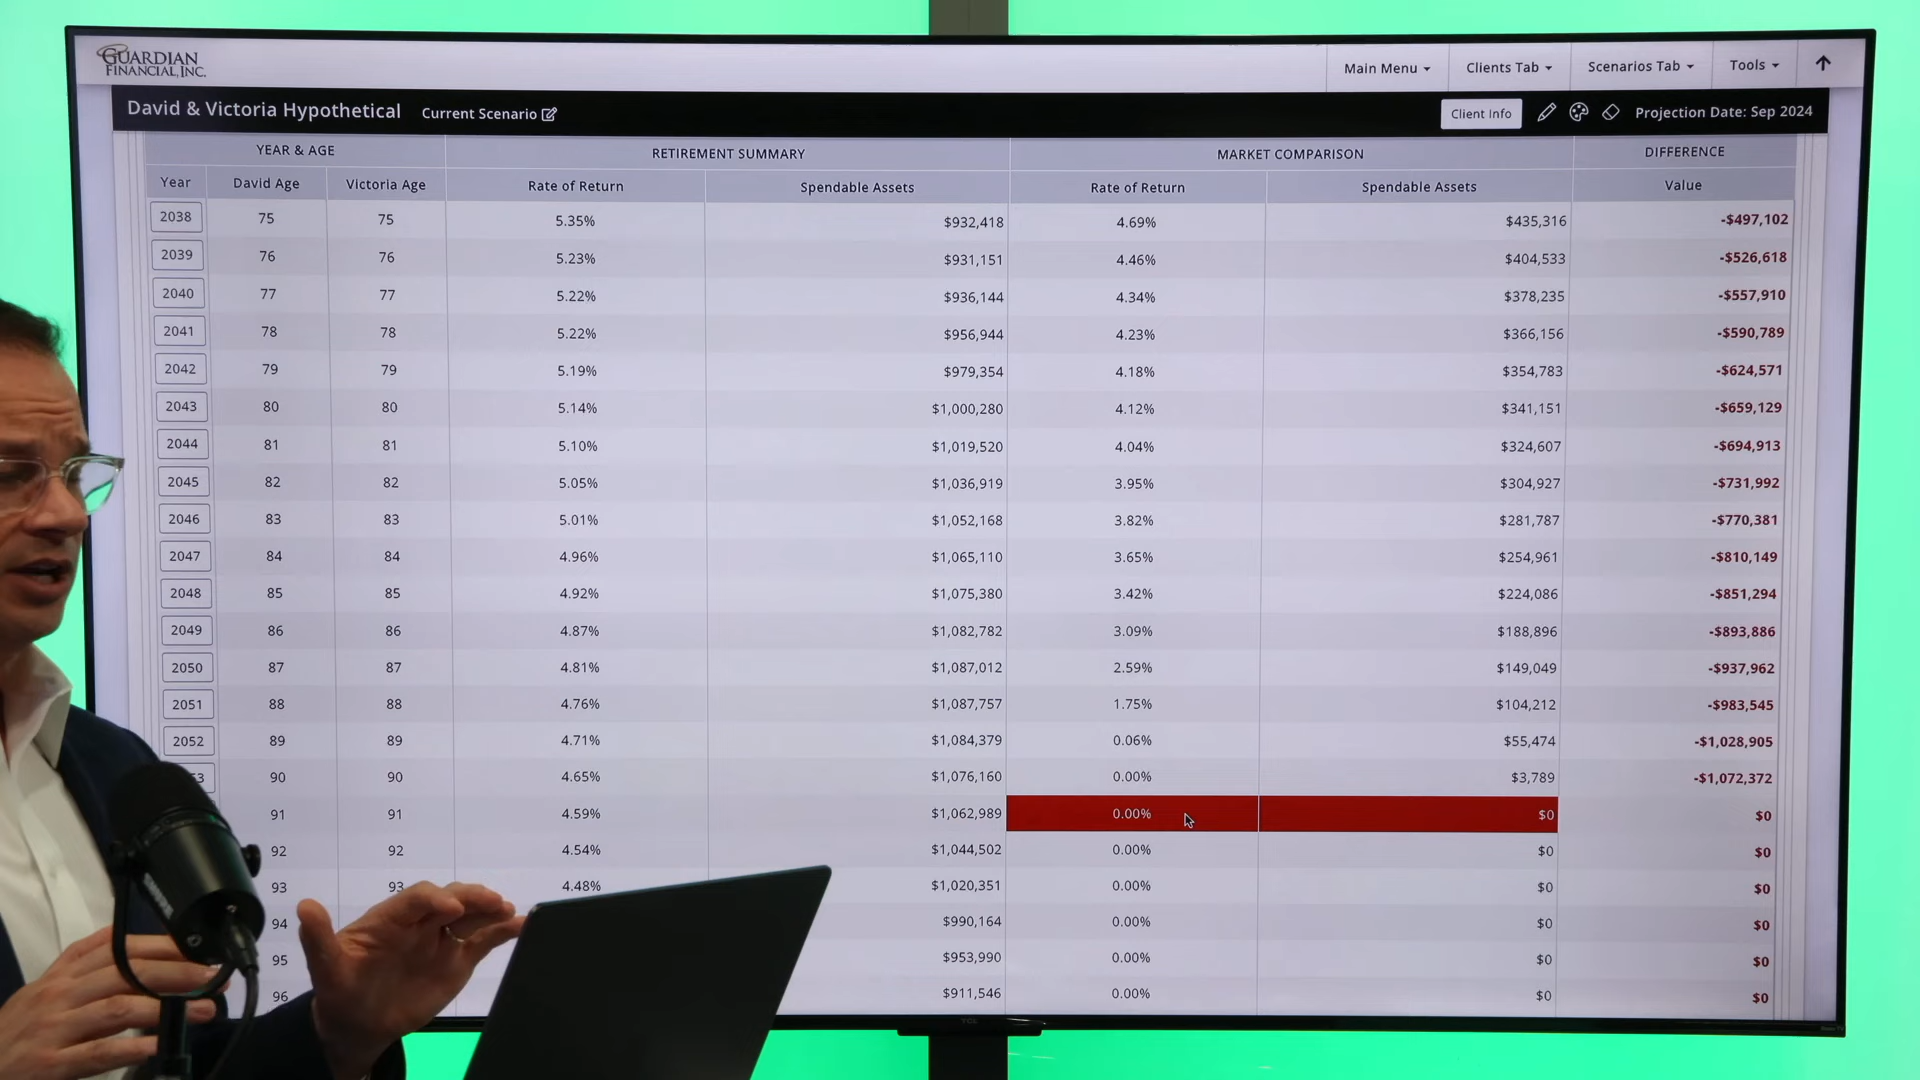 GUARDIAN
FINANCIAL, INC.
Main Menu Clients Tab Scenarios Tab Tools
David & Victoria Hypothetical Current Scenario Client Info Projection Date: Sep 2024
YEAR & AGE RETIREMENT SUMMARY MARKET COMPARISON DIFFERENCE
Year David Age Victoria Age Rate of Return Spendable Assets Rate of Return Spendable Assets Value
2038 75 75 5.35% $932,418 4.69% $435,316 -$497,102
2039 76 76 5.23% $931,151 4.46% $404,533 -$526,618
2040 77 77 5.22% $936,144 4.34% $378,235 -$557,910
2041 78 78 5.22% $956,944 4.23% $366,156 -$590,789
2042 79 79 5.19% $979,354 4.18% $354,783 -$624,571
2043 80 80 5.14% $1,000,280 4.12% $341,151 -$659,129
2044 81 81 5.10% $1,019,520 4.04% $324,607 -$694,913
2045 82 82 5.05% $1,036,919 3.95% $304,927 -$731,992
2046 83 83 5.01% $1,052,168 3.82% $281,787 -$770,381
2047 84 84 4.96% $1,065,110 3.65% $254,961 -$810,149
2048 85 85 4.92% $1,075,380 3.42% $224,086 -$851,294
2049 86 86 4.87% $1,082,782 3.09% $188,896 -$893,886
2050 87 87 4.81% $1,087,012 2.59% $149,049 -$937,962
2051 88 88 4.76% $1,087,757 1.75% $104,212 -$983,545
2052 89 89 4.71% $1,084,379 0.06% $55,474 -$1,028,905
3 90 90 4.65% $1,076,160 0.00% $3,789 -$1,072,372
91 91 4.59% $1,062,989 0.00% $0 $0
92 92 4.54% $1,044,502 0.00% $0 $0
93 93 4.48% $1,020,351 0.00% $0 $0
94 $990,164 0.00% $0 $0
95 $953,990 0.00% $0 $0
96 $911,546 0.00% $0 $0
TCL
SHURE